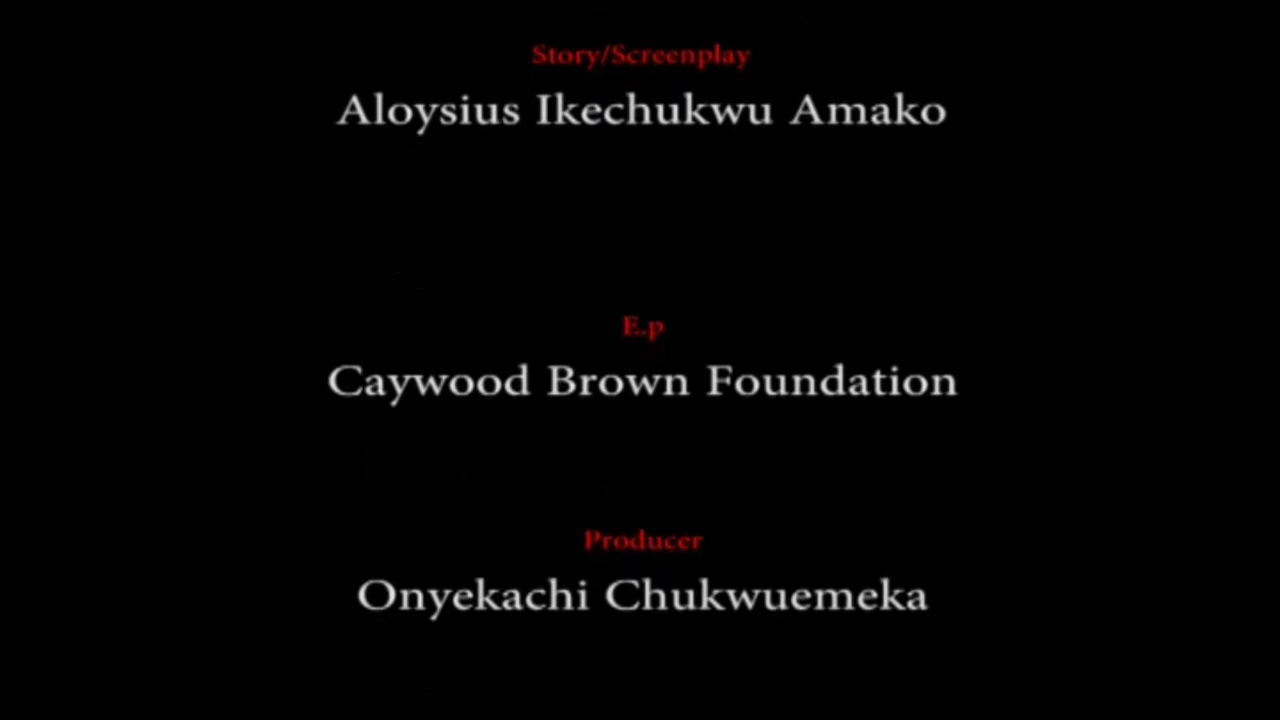 Story/Screenplay
Aloysius Ikechukwu Amako
E.p
Caywood Brown Foundation
Producer
Onyekachi Chukwuemeka